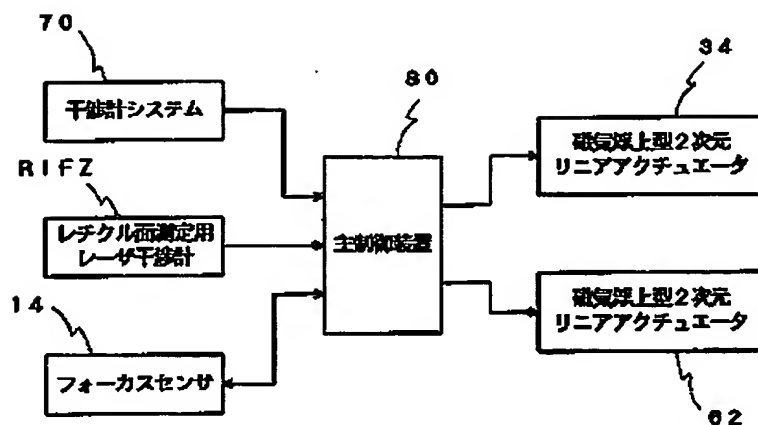 70
干渉計システム
RIFZ
レチクル面測定用
レーザ干渉計
14
フォーカスセンサ
80
主制御装置
34
磁気浮上型2次元
リニアアクチュエータ
磁気浮上型2次元
リニアアクチュエータ
62